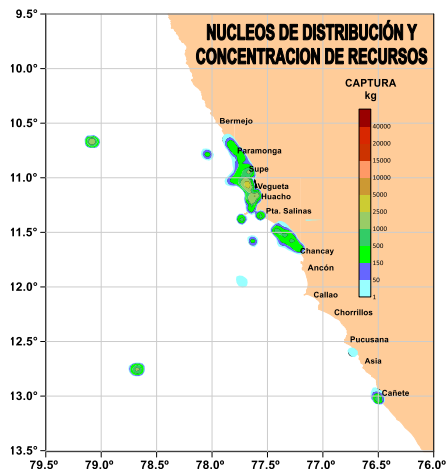 NUCLEOS DE DISTRIBUCIÓN Y
CONCENTRACION DE RECURSOS
CAPTURA
kg
40000
20000
15000
10000
5000
2500
1000
500
150
50
1
9.5°
10.0°
10.5°
11.0°
11.5°
12.0°
12.5°
13.0°
13.5°
Bermejo
Paramonga
Supe
Vegueta
Huacho
Pta. Salinas
Chancay
Ancón
Callao
Chorrillos
Pucusana
Asia
Cañete
79.5° 79.0° 78.5° 78.0° 77.5° 77.0° 76.5° 76.0°